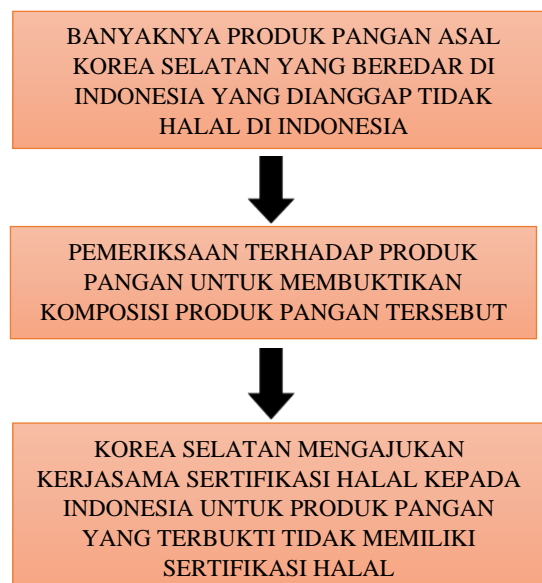 BANYAKNYA PRODUK PANGAN ASAL
KOREA SELATAN YANG BEREDAR DI
INDONESIA YANG DIANGGAP TIDAK
HALAL DI INDONESIA
PEMERIKSAAN TERHADAP PRODUK
PANGAN UNTUK MEMBUKTIKAN
KOMPOSISI PRODUK PANGAN TERSEBUT
KOREA SELATAN MENGAJUKAN
KERJASAMA SERTIFIKASI HALAL KEPADA
INDONESIA UNTUK PRODUK PANGAN
YANG TERBUKTI TIDAK MEMILIKI
SERTIFIKASI HALAL